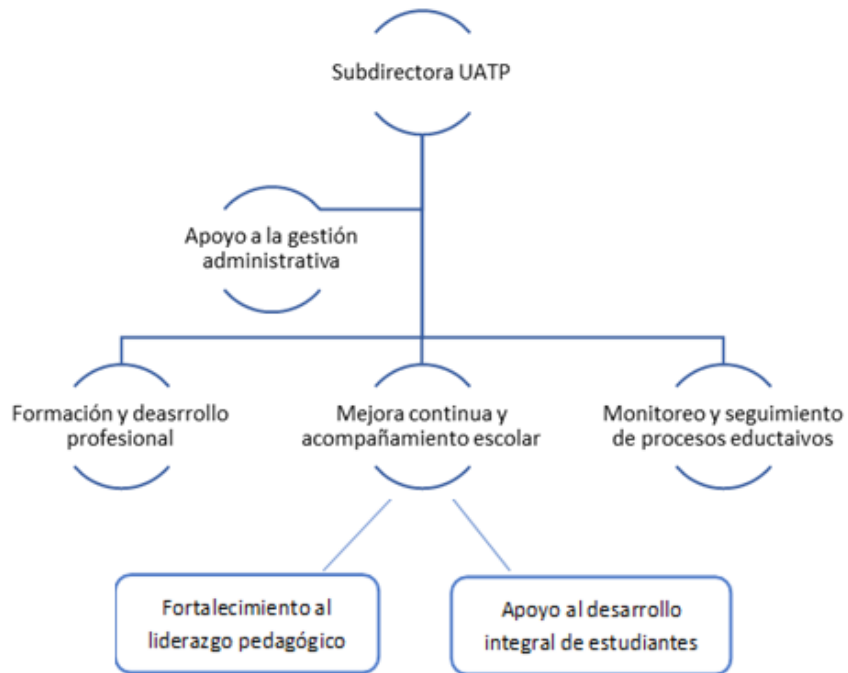 Subdirectora UATP
Apoyo a la gestión
administrativa
Formación y deasrrollo
profesional
Mejora continua y
acompañamiento escolar
Monitoreo y seguimiento
de procesos eductaivos
Fortalecimiento al
liderazgo pedagógico
Apoyo al desarrollo
integral de estudiantes